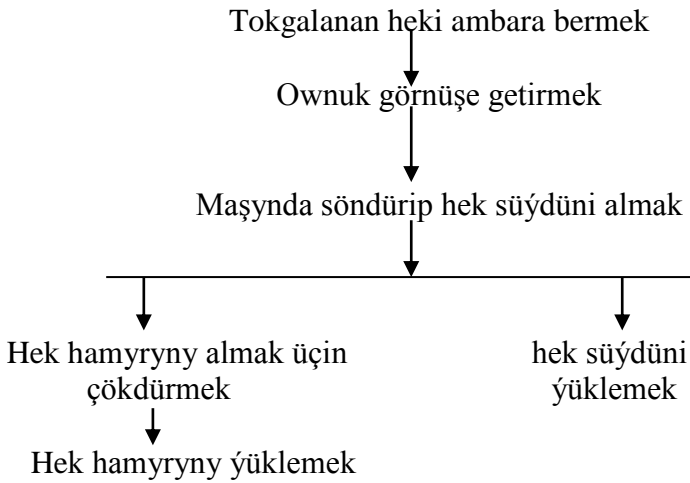 Tokgalanan heki ambara bermek
Ownuk görnüşe getirmek
Maşynda söndürip hek süýdüni almak
Hek hamyryny almak üçin
çökdürmek
hek süýdüni
ýüklemek
Hek hamyryny ýüklemek